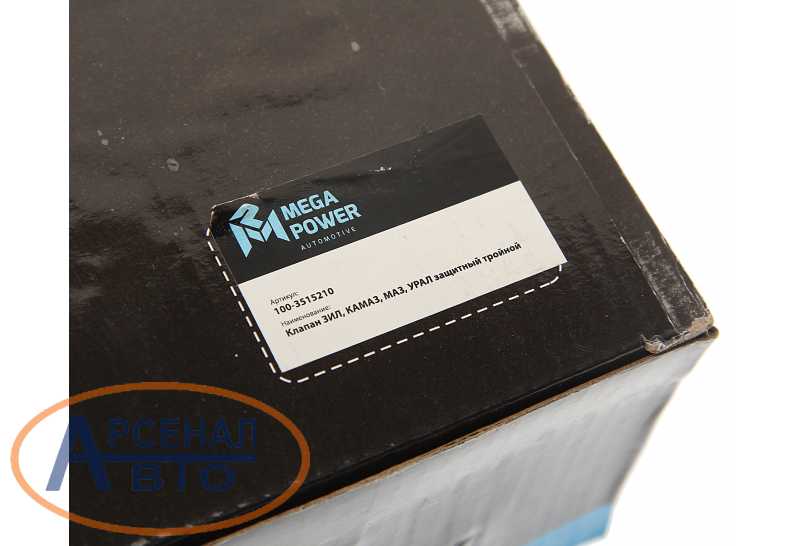 MEGA
POWER
AUTOMOTIVE
Артикул:
100-3515210
Наименование:
Клапан ЗИЛ, КАМАЗ, МАЗ, УРАЛ защитный тройной
АРСЕНАЛ
АВТО